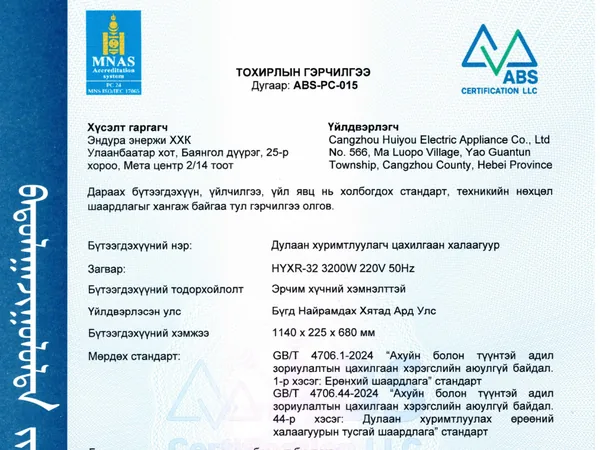 MNAS
Accreditation
system
PC 24
MNS ISO/IEC 17065
ABS
CERTIFICATION LLC
ТОХИРЛЫН ГЭРЧИЛГЭЭ
Дугаар: ABS-PC-015
Хүсэлт гаргагч
Эндура энержи ХХК
Улаанбаатар хот, Баянгол дүүрэг, 25-р
хороо, Мета центр 2/14 тоот
Үйлдвэрлэгч
Cangzhou Huiyou Electric Appliance Co., Ltd
No. 566, Ma Luopo Village, Yao Guantun
Township, Cangzhou County, Hebei Province
Дараах бүтээгдэхүүн, үйлчилгээ, үйл явц нь холбогдох стандарт, техникийн нөхцөл
шаардлагыг хангаж байгаа тул гэрчилгээ олгов.
Бүтээгдэхүүний нэр: Дулаан хуримтлуулагч цахилгаан халаагуур
Загвар: HYXR-32 3200W 220V 50Hz
Бүтээгдэхүүний тодорхойлолт Эрчим хүчний хэмнэлттэй
Үйлдвэрлэсэн улс Бүгд Найрамдах Хятад Ард Улс
Бүтээгдэхүүний хэмжээ 1140 x 225 x 680 мм
Мөрдөх стандарт: GB/T 4706.1-2024 “Ахуйн болон түүнтэй адил
зориулалтын цахилгаан хэрэгслийн аюулгүй байдал.
1-р хэсэг: Ерөнхий шаардлага” стандарт
GB/T 4706.44-2024 “Ахуйн болон түүнтэй адил
зориулалтын цахилгаан хэрэгслийн аюулгүй байдал.
44-р хэсэг: Дулаан хуримтлуулах өрөөний
халаагуурын тусгай шаардлага” стандарт